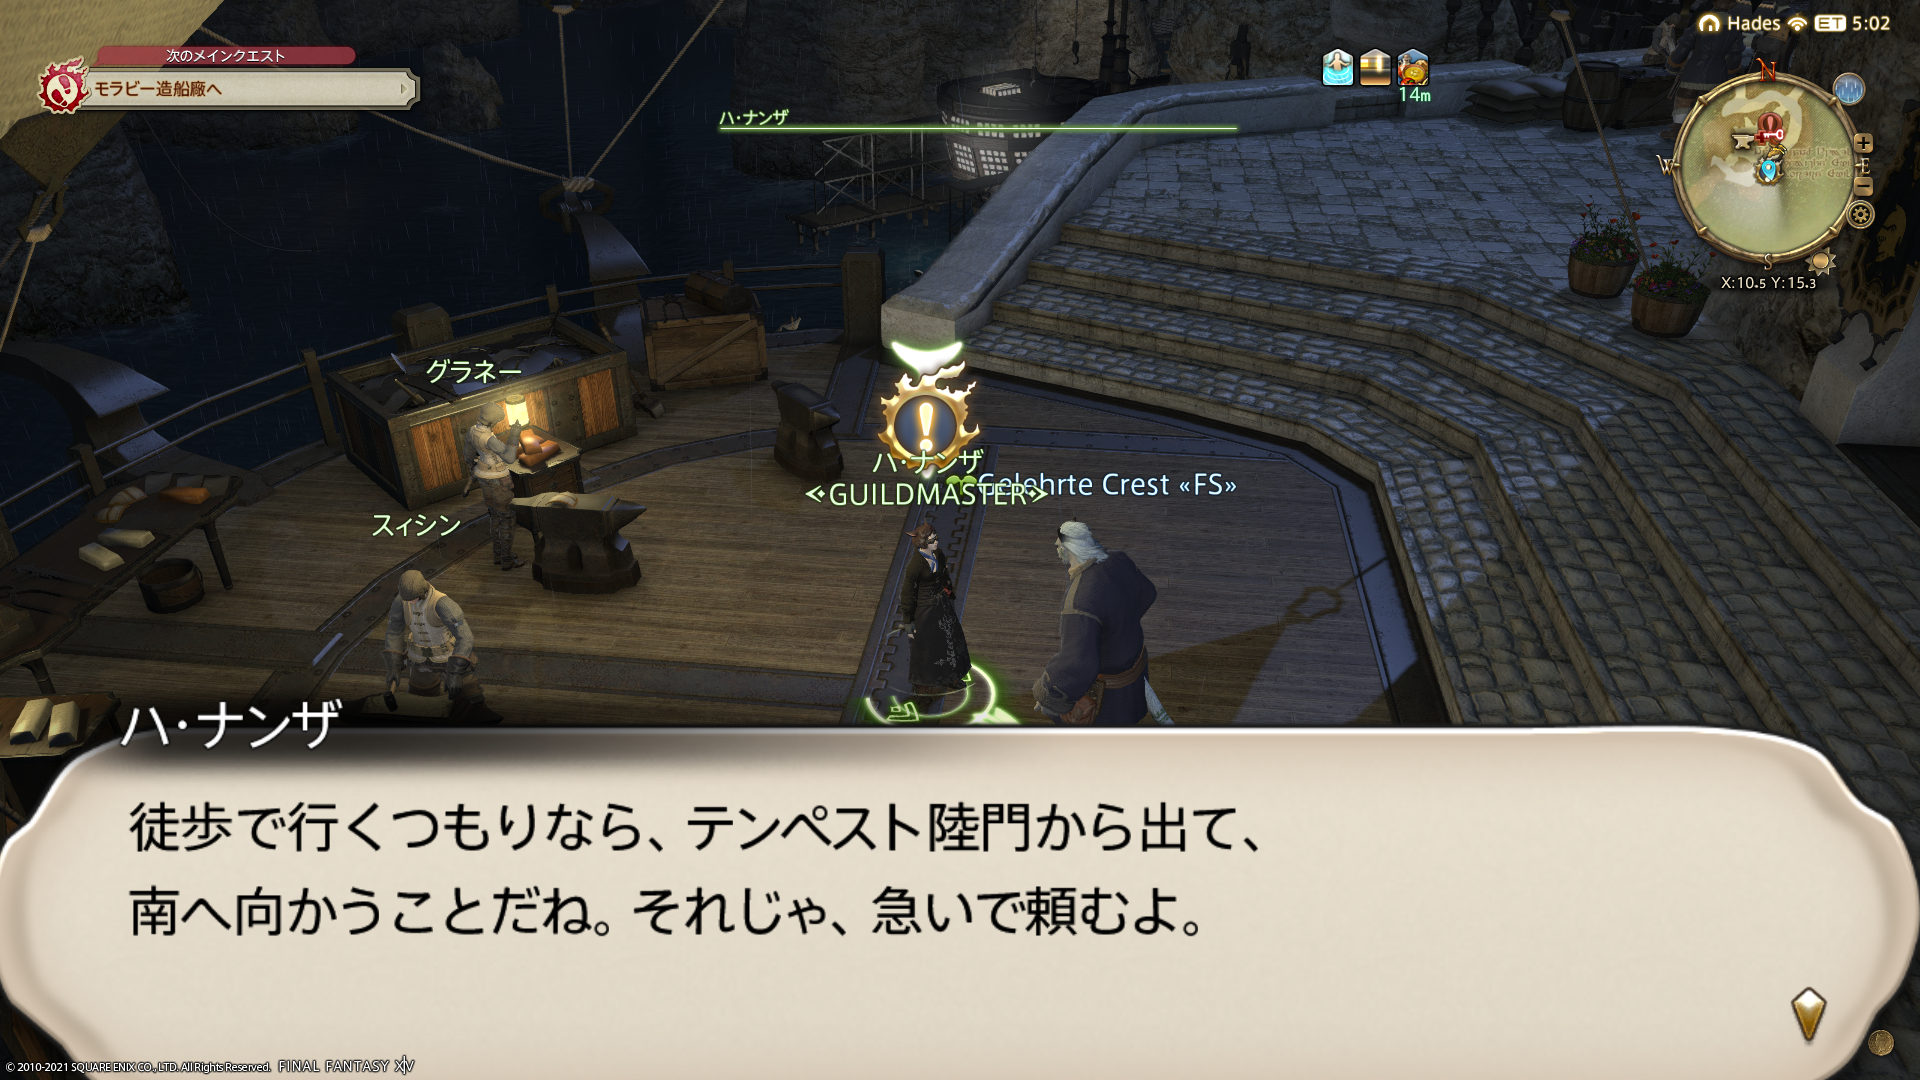 次のメインクエスト
モラビー造船廠へ
Hades ET 5:02
14m
N
W
E
S
X:10.5 Y:15.3
ハ・ナンザ
グラネー
スィシン
ハ・ナンザ
«GUILDMASTER»
Gelehrte Crest «FS»
ハ・ナンザ
徒歩で行くつもりなら、テンペスト陸門から出て、
南へ向かうことだね。それじゃ、急いで頼むよ。
© 2010-2021 SQUARE ENIX CO., LTD. All Rights Reserved. FINAL FANTASY XIV